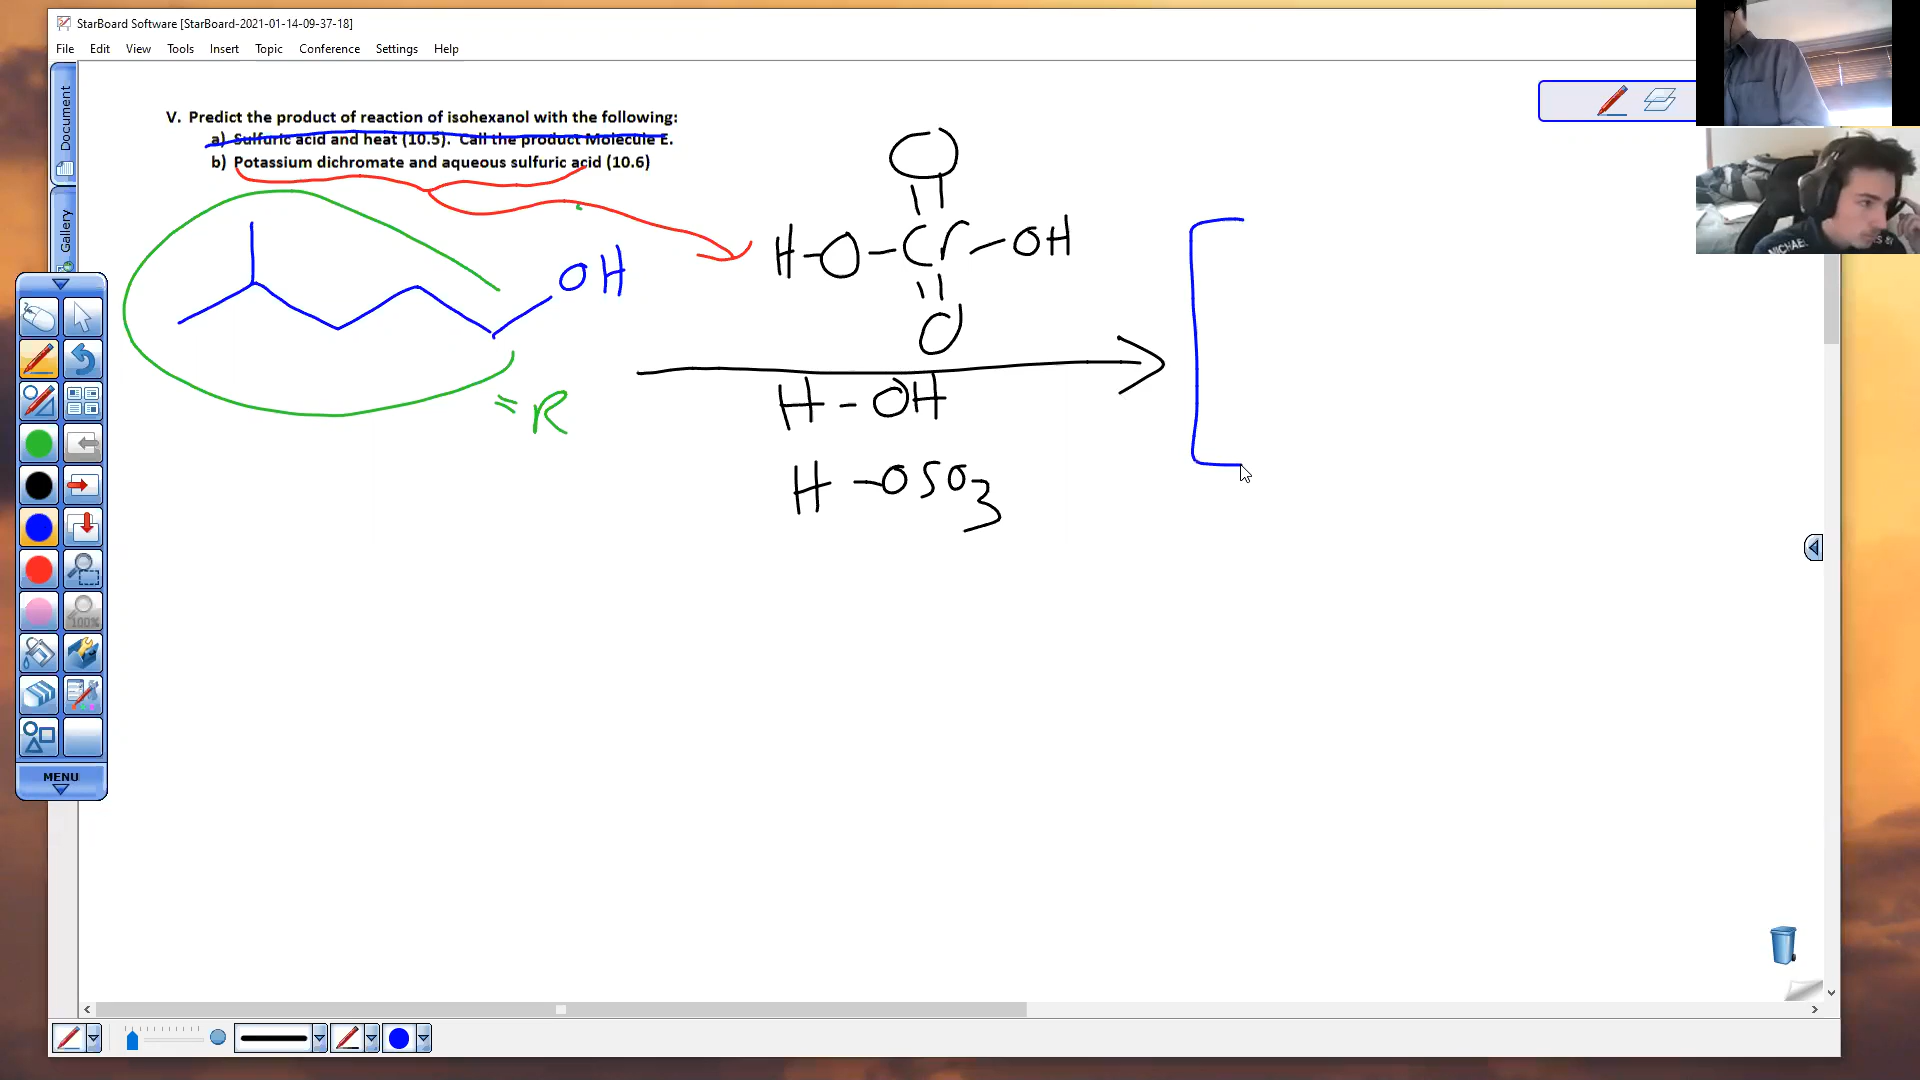 StarBoard Software [StarBoard-2021-01-14-09-37-18]
File Edit View Tools Insert Topic Conference Settings Help
Document
Gallery
V. Predict the product of reaction of isohexanol with the following:
a) Sulfuric acid and heat (10.5). Call the product Molecule E.
b) Potassium dichromate and aqueous sulfuric acid (10.6)
O
H-O-Cr-OH
O
OH
= R
H-OH
H-OSO3
100%
MENU
MICHAEL